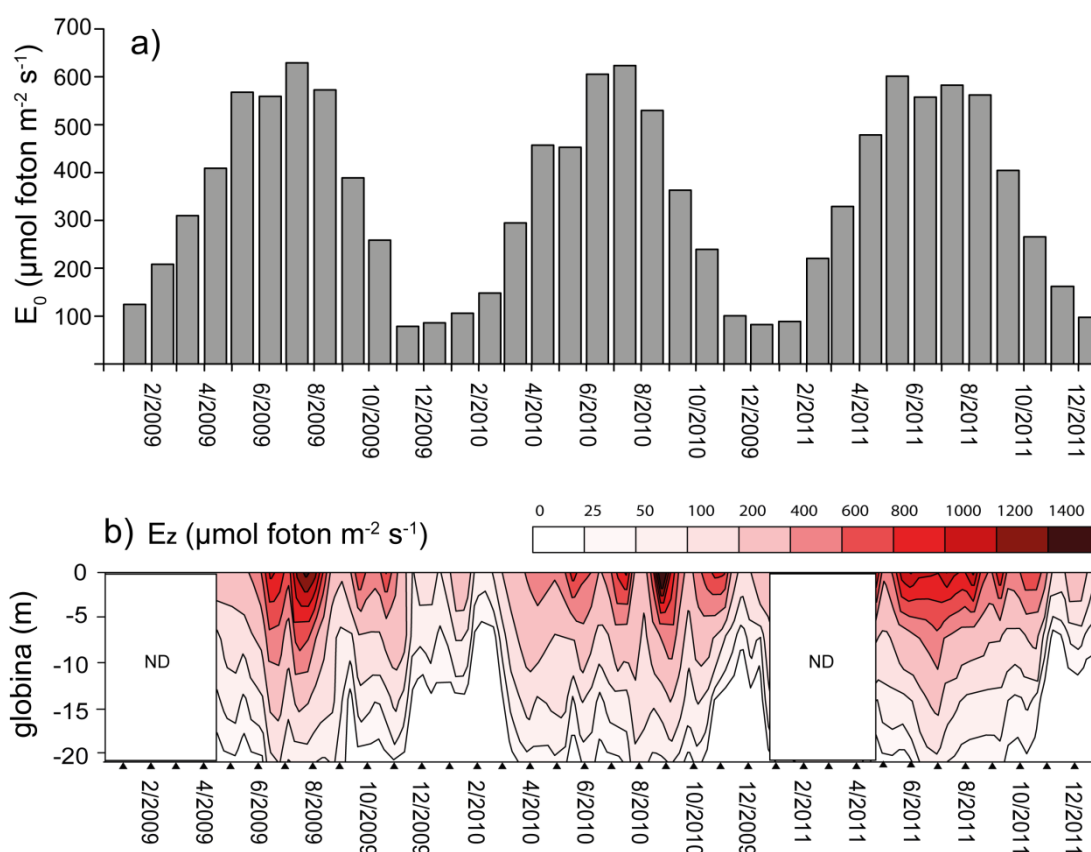 a)
E₀ (µmol foton m⁻² s⁻¹)
700
600
500
400
300
200
100
2/2009 4/2009 6/2009 8/2009 10/2009 12/2009 2/2010 4/2010 6/2010 8/2010 10/2010 12/2009 2/2011 4/2011 6/2011 8/2011 10/2011 12/2011
b) Ez (µmol foton m⁻² s⁻¹)
0 25 50 100 200 400 600 800 1000 1200 1400
globina (m)
0
-5
-10
-15
-20
ND
ND
2/2009 4/2009 6/2009 8/2009 10/2009 12/2009 2/2010 4/2010 6/2010 8/2010 10/2010 12/2009 2/2011 4/2011 6/2011 8/2011 10/2011 12/2011